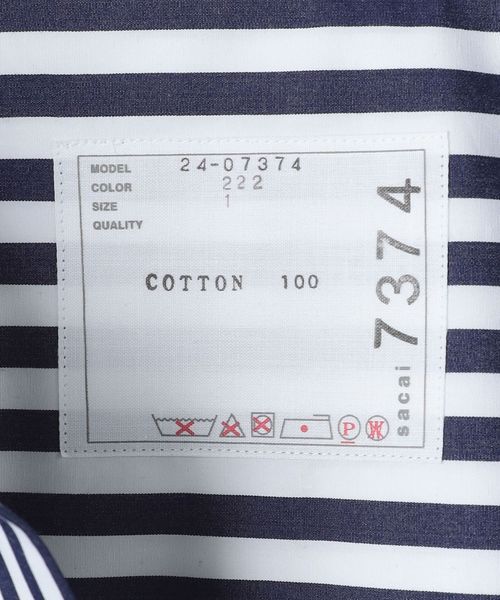 MODEL 24-07374
COLOR 222
SIZE 1
QUALITY
COTTON 100
P
W
sacai 7374